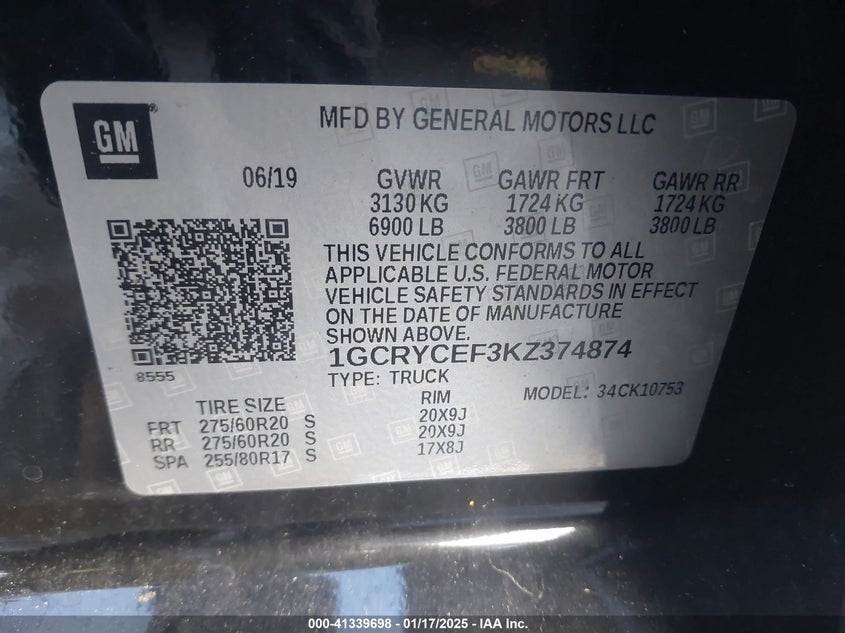 GM
MFD BY GENERAL MOTORS LLC
06/19
GVWR GAWR FRT GAWR RR
3130 KG 1724 KG 1724 KG
6900 LB 3800 LB 3800 LB
THIS VEHICLE CONFORMS TO ALL
APPLICABLE U.S. FEDERAL MOTOR
VEHICLE SAFETY STANDARDS IN EFFECT
ON THE DATE OF MANUFACTURE
SHOWN ABOVE.
1GCRYCEF3KZ374874
8555
TYPE: TRUCK MODEL: 34CK10753
TIRE SIZE RIM
FRT 275/60R20 S 20X9J
RR 275/60R20 S 20X9J
SPA 255/80R17 S 17X8J
000-41339698 - 01/17/2025 - IAA Inc.